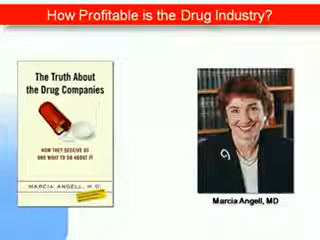 How Profitable is the Drug Industry?
The Truth About
the Drug Companies
HOW THEY DECEIVE US
AND WHAT TO DO ABOUT IT
MARCIA ANGELL, M.D.
Marcia Angell, MD